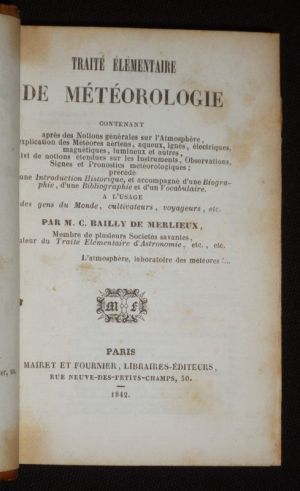 TRAITÉ ÉLÉMENTAIRE
DE MÉTÉOROLOGIE
CONTENANT
après des Notions générales sur l'Atmosphère,
explication des Météores aériens, aqueux, ignés, électriques,
magnétiques, lumineux et autres,
ivi de notions étendues sur les Instruments, Observations,
Signes et Pronostics météorologiques;
précédé
une Introduction Historique, et accompagné d'une Biogra-
phie, d'une Bibliographie et d'un Vocabulaire.
A L'USAGE
des gens du Monde, cultivateurs, voyageurs, etc.
PAR M. C. BAILLY DE MERLIEUX,
Membre de plusieurs Sociétés savantes,
ateur du Traité Élémentaire d'Astronomie, etc., etc.
L'atmosphère, laboratoire des météores!...
M F
PARIS
MAIRET ET FOURNIER, LIBRAIRES-ÉDITEURS,
RUE NEUVE-DES-PETITS-CHAMPS, 50.
1842.